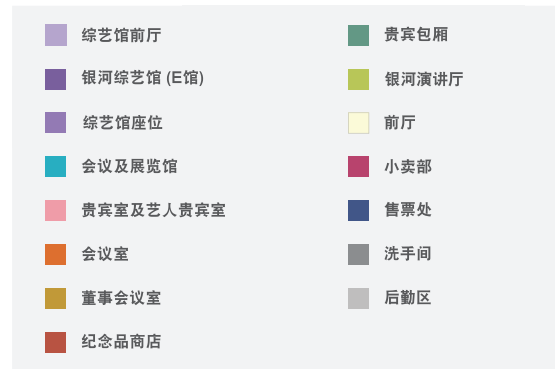 综艺馆前厅
银河综艺馆 (E馆)
综艺馆座位
会议及展览馆
贵宾室及艺人贵宾室
会议室
董事会议室
纪念品商店
贵宾包厢
银河演讲厅
前厅
小卖部
售票处
洗手间
后勤区